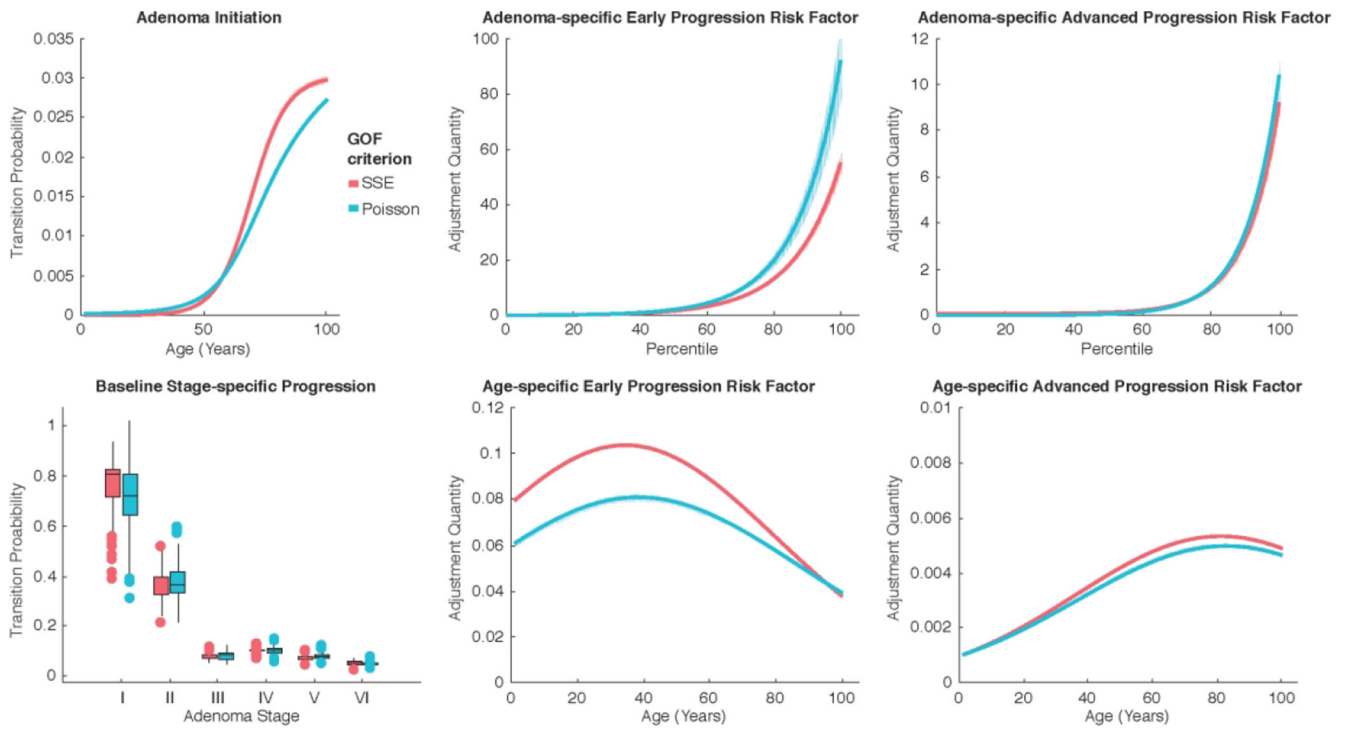 Adenoma Initiation
0.035
0.03
0.025
0.02
0.015
0.01
0.005
0
Transition Probability
0
50
100
Age (Years)
GOF
criterion
SSE
Poisson
Adenoma-specific Early Progression Risk Factor
100
80
60
40
20
0
Adjustment Quantity
0
20
40
60
80
100
Percentile
Adenoma-specific Advanced Progression Risk Factor
12
10
8
6
4
2
0
Adjustment Quantity
0
20
40
60
80
100
Percentile
Baseline Stage-specific Progression
1
0.8
0.6
0.4
0.2
0
Transition Proabibility
I
II
III
IV
V
VI
Adenoma Stage
Age-specific Early Progression Risk Factor
0.12
0.1
0.08
0.06
0.04
0.02
0
Adjustment Quantity
0
20
40
60
80
100
Age (Years)
Age-specific Advanced Progression Risk Factor
0.01
0.008
0.006
0.004
0.002
0
Adjustment Quantity
0
20
40
60
80
100
Age (Years)